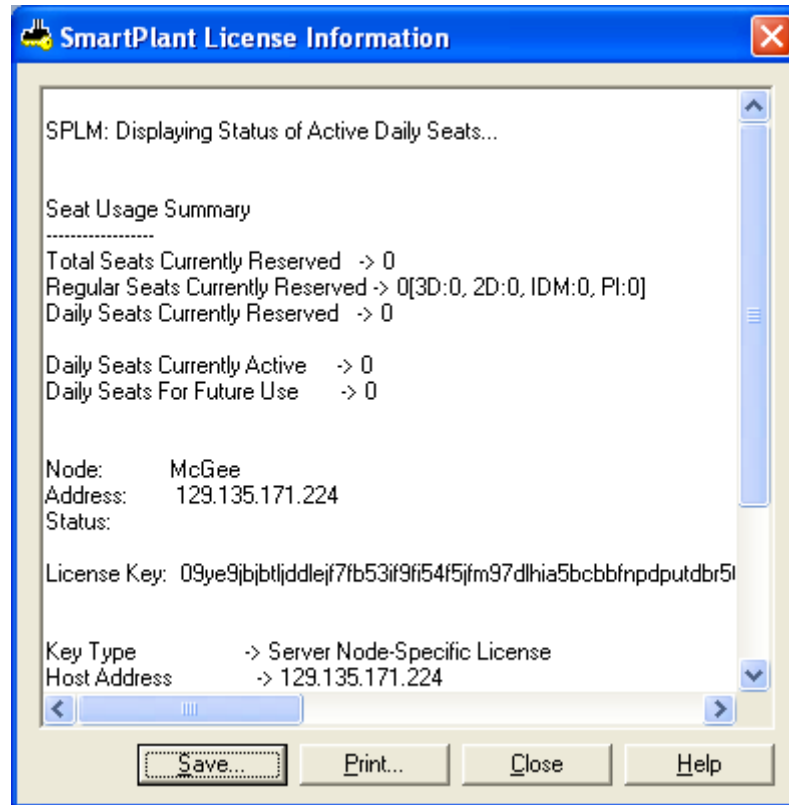 SmartPlant License Information
SPLM: Displaying Status of Active Daily Seats...
Seat Usage Summary
------------------
Total Seats Currently Reserved -> 0
Regular Seats Currently Reserved -> 0[3D:0, 2D:0, IDM:0, PI:0]
Daily Seats Currently Reserved -> 0
Daily Seats Currently Active -> 0
Daily Seats For Future Use -> 0
Node: McGee
Address: 129.135.171.224
Status:
License Key:
Key Type -> Server Node-Specific License
Host Address -> 129.135.171.224
Save... Print... Close Help